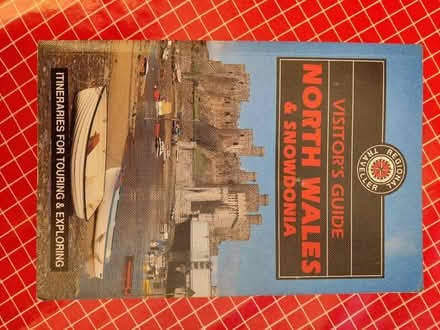 VISITOR'S GUIDE
NORTH WALES
& SNOWDONIA
REGIONAL
TRAVELLER
ITINERARIES FOR TOURING & EXPLORING